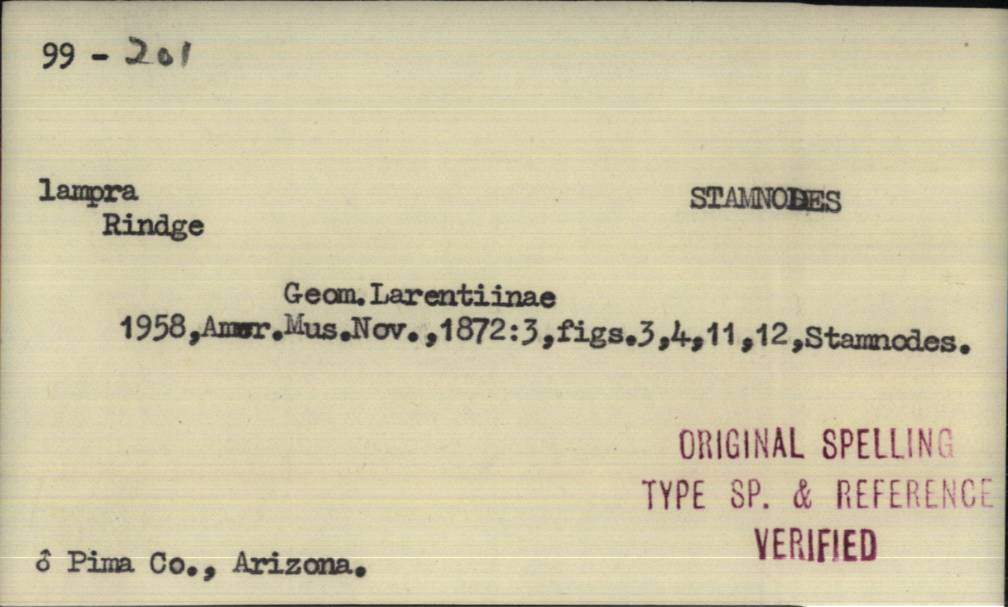 99 - 201
lampra STAMNODES
Rindge
Geom.Larentiinae
1958,Amer.Mus.Nov.,1872:3,figs.3,4,11,12,Stamnodes.
ORIGINAL SPELLING
TYPE SP. & REFERENCE
VERIFIED
♂ Pima Co., Arizona.